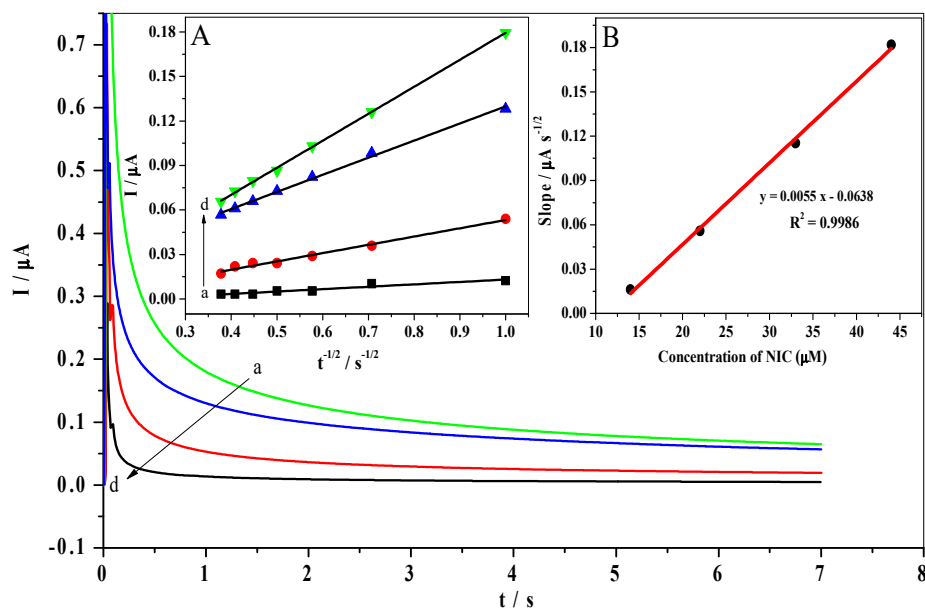 0.7
0.6
0.5
0.4
0.3
0.2
0.1
0.0
-0.1
I / µA
0 1 2 3 4 5 6 7 8
t / s
a
d
A
0.18
0.15
0.12
0.09
0.06
0.03
0.00
I / µA
d
a
0.3 0.4 0.5 0.6 0.7 0.8 0.9 1.0
t^-1/2 / s^-1/2
B
0.18
0.15
0.12
0.09
0.06
0.03
0.00
Slope / µA s^-1/2
y = 0.0055 x - 0.0638
R^2 = 0.9986
10 15 20 25 30 35 40 45
Concentration of NIC (µM)